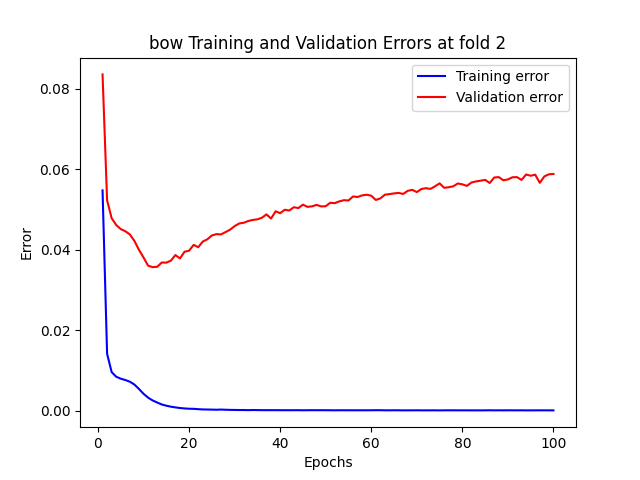 bow Training and Validation Errors at fold 2
Training error
Validation error
0.08
0.06
0.04
0.02
0.00
Error
0
20
40
60
80
100
Epochs